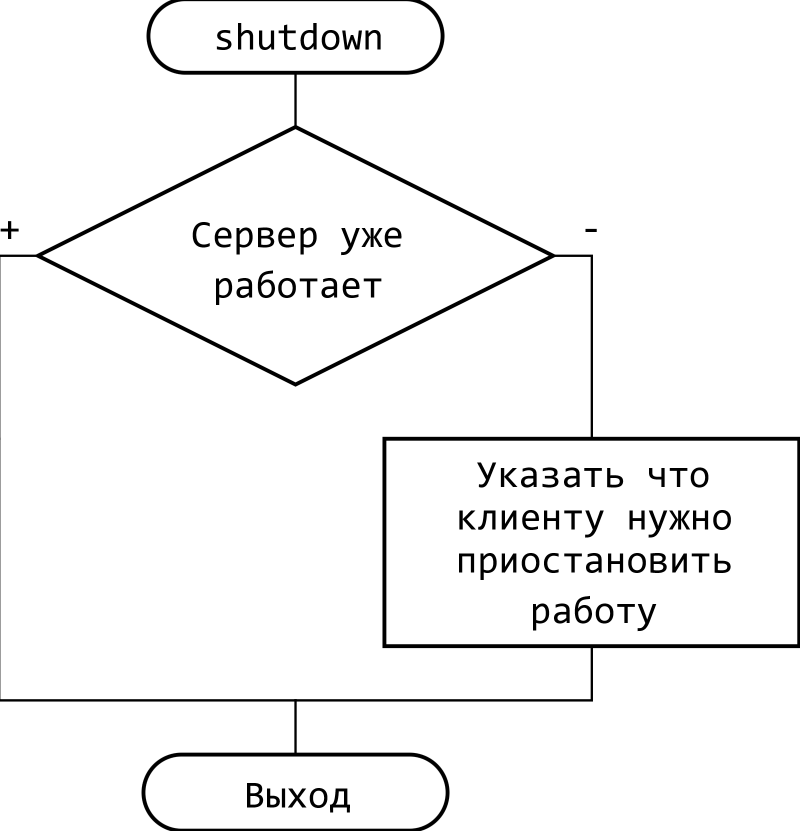 shutdown
+
-
Сервер уже
работает
Указать что
клиенту нужно
приостановить
работу
Выход